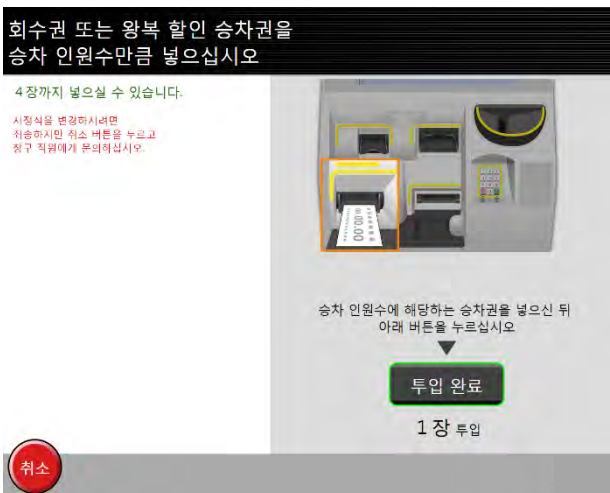 회수권 또는 왕복 할인 승차권을
승차 인원수만큼 넣으십시오
4장까지 넣으실 수 있습니다.
시정식을 변경하시려면
죄송하지만 취소 버튼을 누르고
창구 직원에게 문의하십시오.
승차 인원수에 해당하는 승차권을 넣으신 뒤
아래 버튼을 누르십시오
투입 완료
1장 투입
취소